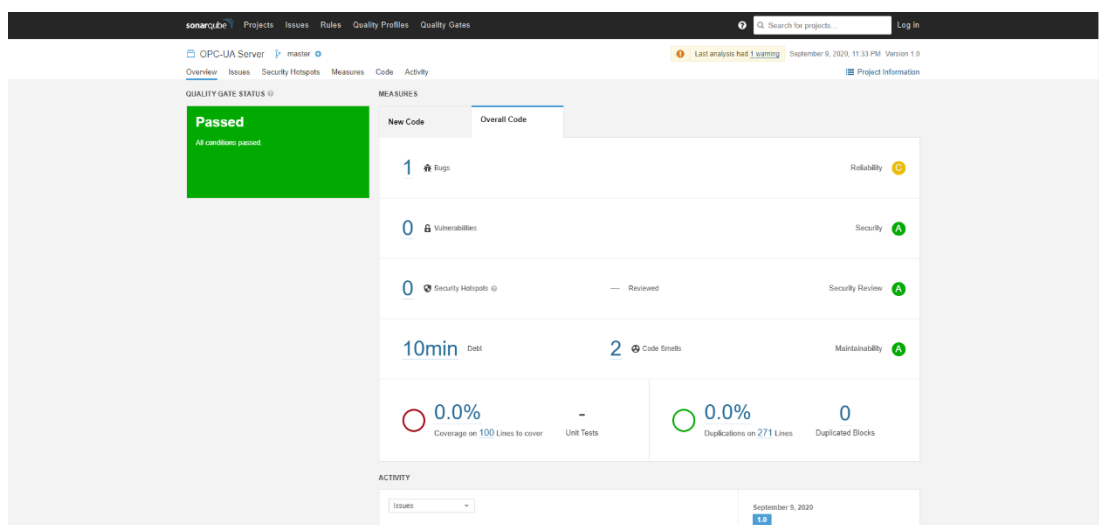 sonarqube Projects Issues Rules Quality Profiles Quality Gates ? Search for projects... Log in
OPC-UA Server master Last analysis had 1 warning September 9, 2020, 11:33 PM Version 1.0
Overview Issues Security Hotspots Measures Code Activity Project Information
QUALITY GATE STATUS ? MEASURES
Passed
All conditions passed.
New Code Overall Code
1 Bugs Reliability C
0 Vulnerabilities Security A
0 Security Hotspots ? — Reviewed Security Review A
10min Debt 2 Code Smells Maintainability A
0.0% - 0.0% 0
Coverage on 100 Lines to cover Unit Tests Duplications on 271 Lines Duplicated Blocks
ACTIVITY
Issues September 9, 2020
1.0